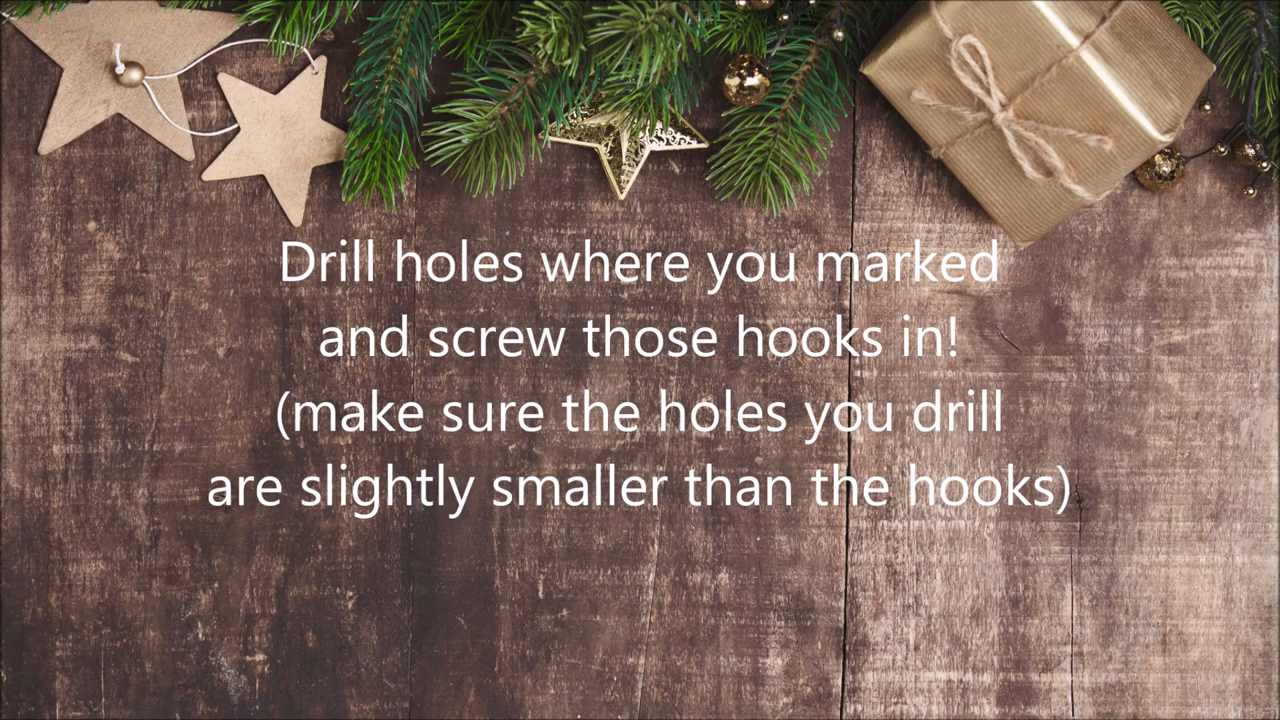 Drill holes where you marked
and screw those hooks in!
(make sure the holes you drill
are slightly smaller than the hooks)